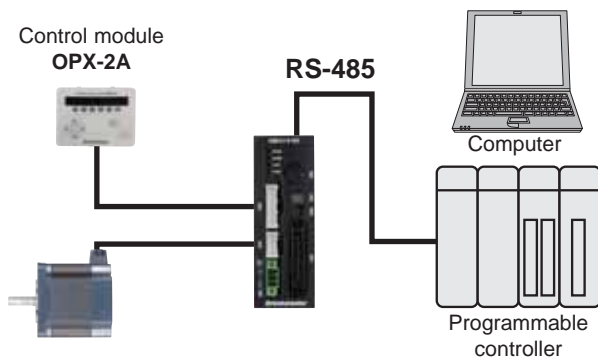 Control module
OPX-2A
RS-485
Computer
Programmable
controller